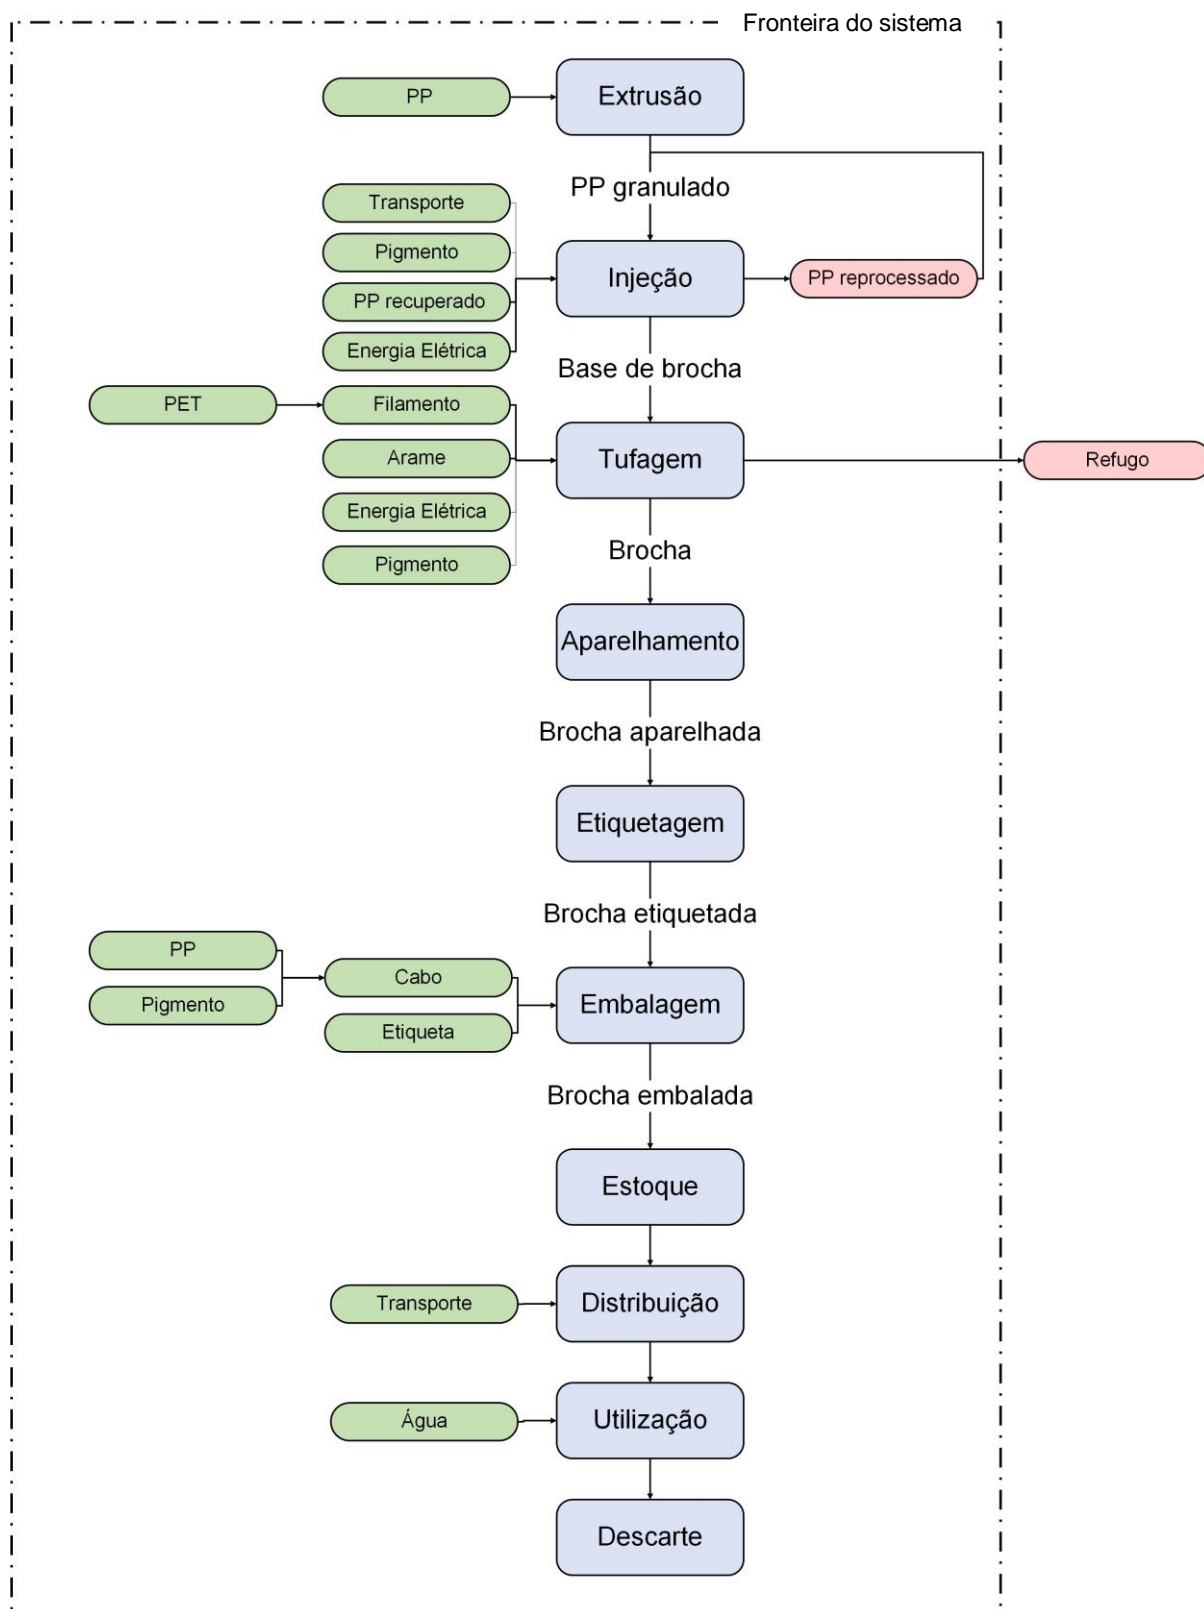 Fronteira do sistema
PP
Extrusão
PP granulado
Transporte
Pigmento
PP recuperado
Energia Elétrica
Injeção
PP reprocessado
Base de brocha
PET
Filamento
Arame
Energia Elétrica
Pigmento
Tufagem
Refugo
Brocha
Aparelhamento
Brocha aparelhada
Etiquetagem
Brocha etiquetada
PP
Pigmento
Cabo
Etiqueta
Embalagem
Brocha embalada
Estoque
Transporte
Distribuição
Água
Utilização
Descarte